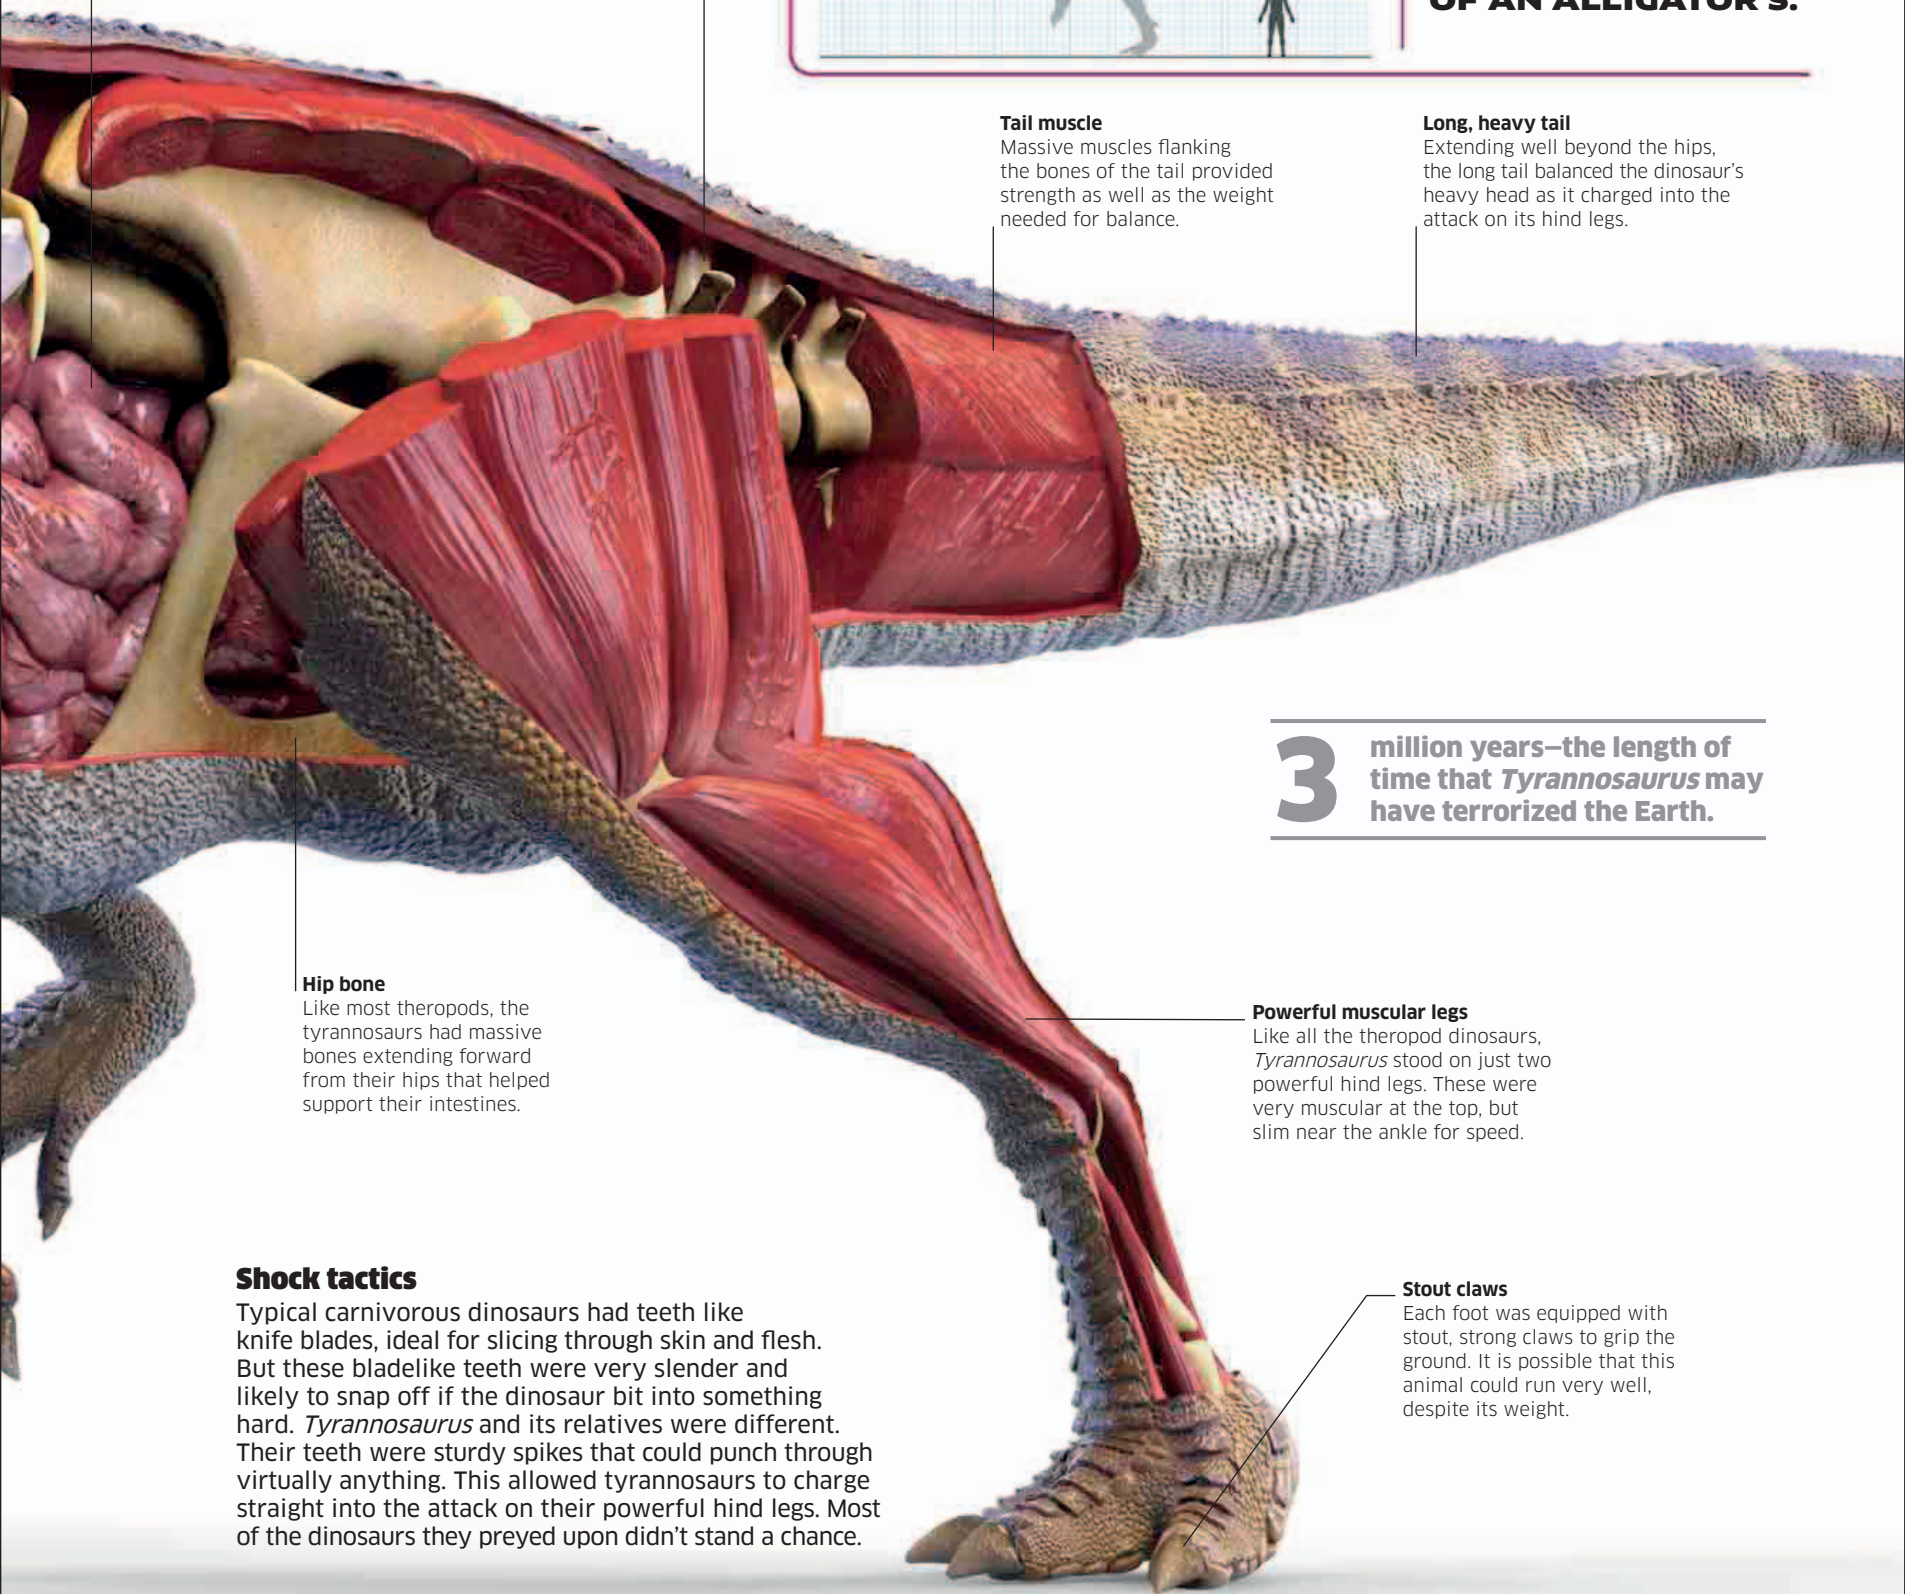 OF AN ALLIGATOR'S.
Tail muscle
Massive muscles flanking
the bones of the tail provided
strength as well as the weight
needed for balance.
Long, heavy tail
Extending well beyond the hips,
the long tail balanced the dinosaur's
heavy head as it charged into the
attack on its hind legs.
3
million years—the length of
time that Tyrannosaurus may
have terrorized the Earth.
Hip bone
Like most theropods, the
tyrannosaurs had massive
bones extending forward
from their hips that helped
support their intestines.
Powerful muscular legs
Like all the theropod dinosaurs,
Tyrannosaurus stood on just two
powerful hind legs. These were
very muscular at the top, but
slim near the ankle for speed.
Shock tactics
Typical carnivorous dinosaurs had teeth like
knife blades, ideal for slicing through skin and flesh.
But these bladelike teeth were very slender and
likely to snap off if the dinosaur bit into something
hard. Tyrannosaurus and its relatives were different.
Their teeth were sturdy spikes that could punch through
virtually anything. This allowed tyrannosaurs to charge
straight into the attack on their powerful hind legs. Most
of the dinosaurs they preyed upon didn't stand a chance.
Stout claws
Each foot was equipped with
stout, strong claws to grip the
ground. It is possible that this
animal could run very well,
despite its weight.